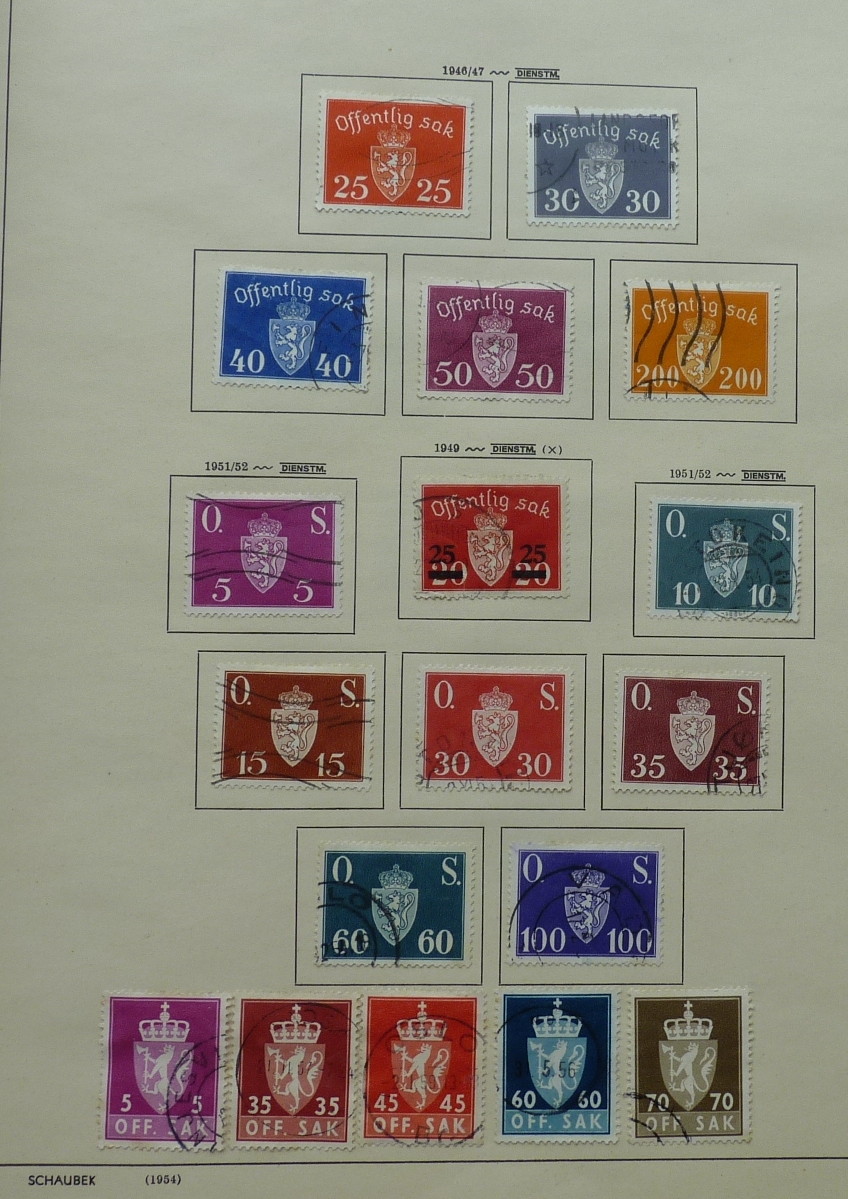 1946/47 ~~ DIENSTM.
Offentlig sak
25 25
Offentlig sak
30 30
Offentlig sak
40 40
Offentlig sak
50 50
Offentlig sak
200 200
1951/52 ~~ DIENSTM.
1949 ~~ DIENSTM. (X)
1951/52 ~~ DIENSTM.
O. S.
5 5
Offentlig sak
25 25
20 20
O. S.
10 10
O. S.
15 15
O. S.
30 30
O. S.
35 35
O. S.
60 60
O. S.
100 100
5 5
OFF. SAK
35 35
OFF. SAK
45 45
OFF. SAK
5.56
60 60
OFF. SAK
70 70
OFF. SAK
SCHAUBEK (1954)